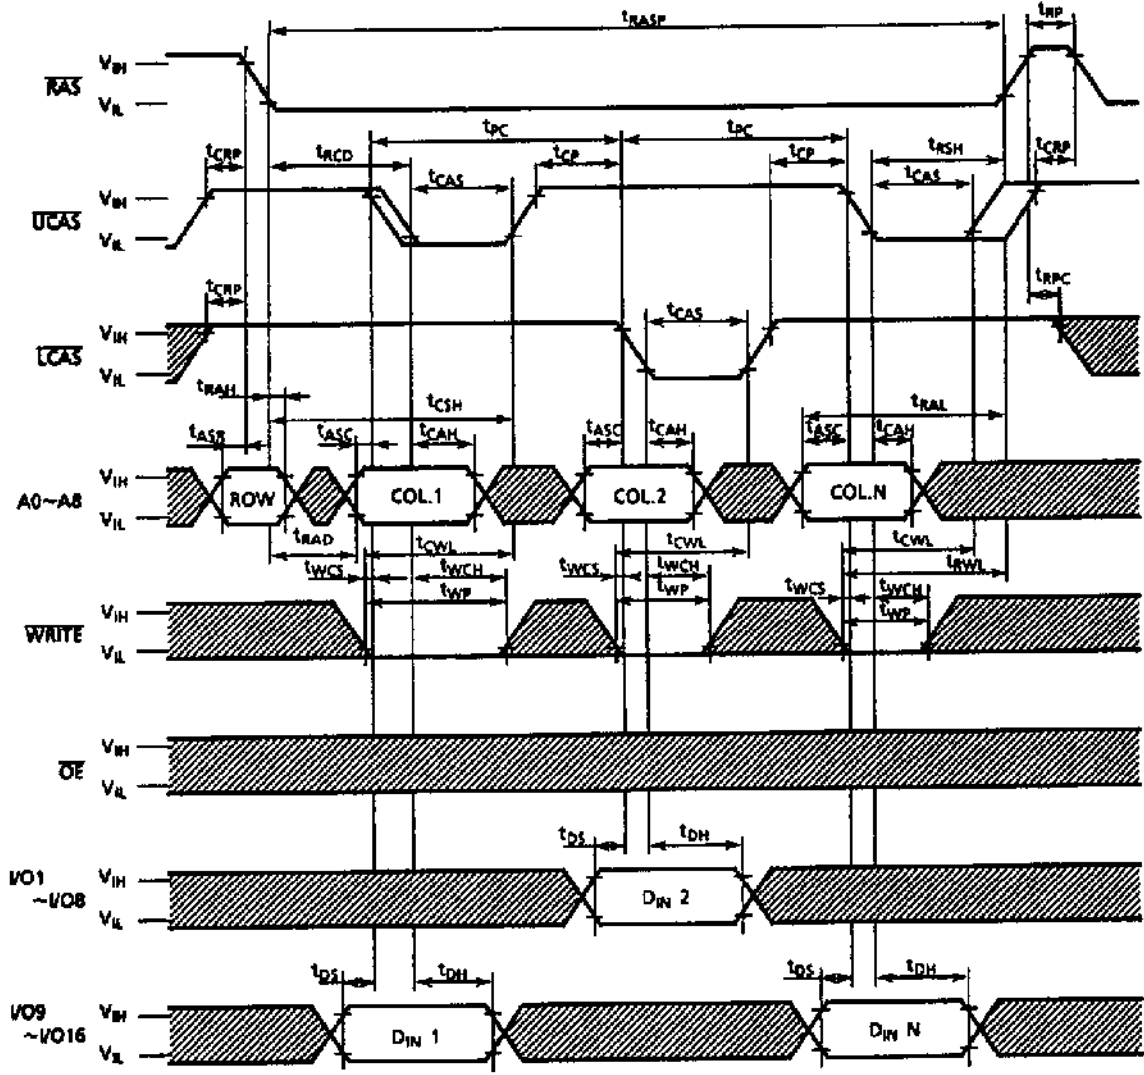 tRASP tRP
VIH
RAS
VIL
tPC tPC
tCRP tRCD tCP tCP tRSH tCRP
tCAS tCAS
VIH
UCAS
VIL
tCRP tRPC
tCAS
VIH
LCAS
VIL
tRAH tCSH tRAL
tASR tASC tCAH tASC tCAH tASC tCAH
VIH
A0~A8 ROW COL.1 COL.2 COL.N
VIL
tRAD tCWL tCWL tCWL
tRWL
tWCS tWCH tWCS tWCH tWCS tWCH
tWP tWP tWP
VIH
WRITE
VIL
VIH
OE
VIL
tDS tDH
I/O1 VIH
~I/O8 DIN 2
VIL
tDS tDH tDS tDH
I/O9 VIH
~I/O16 DIN 1 DIN N
VIL